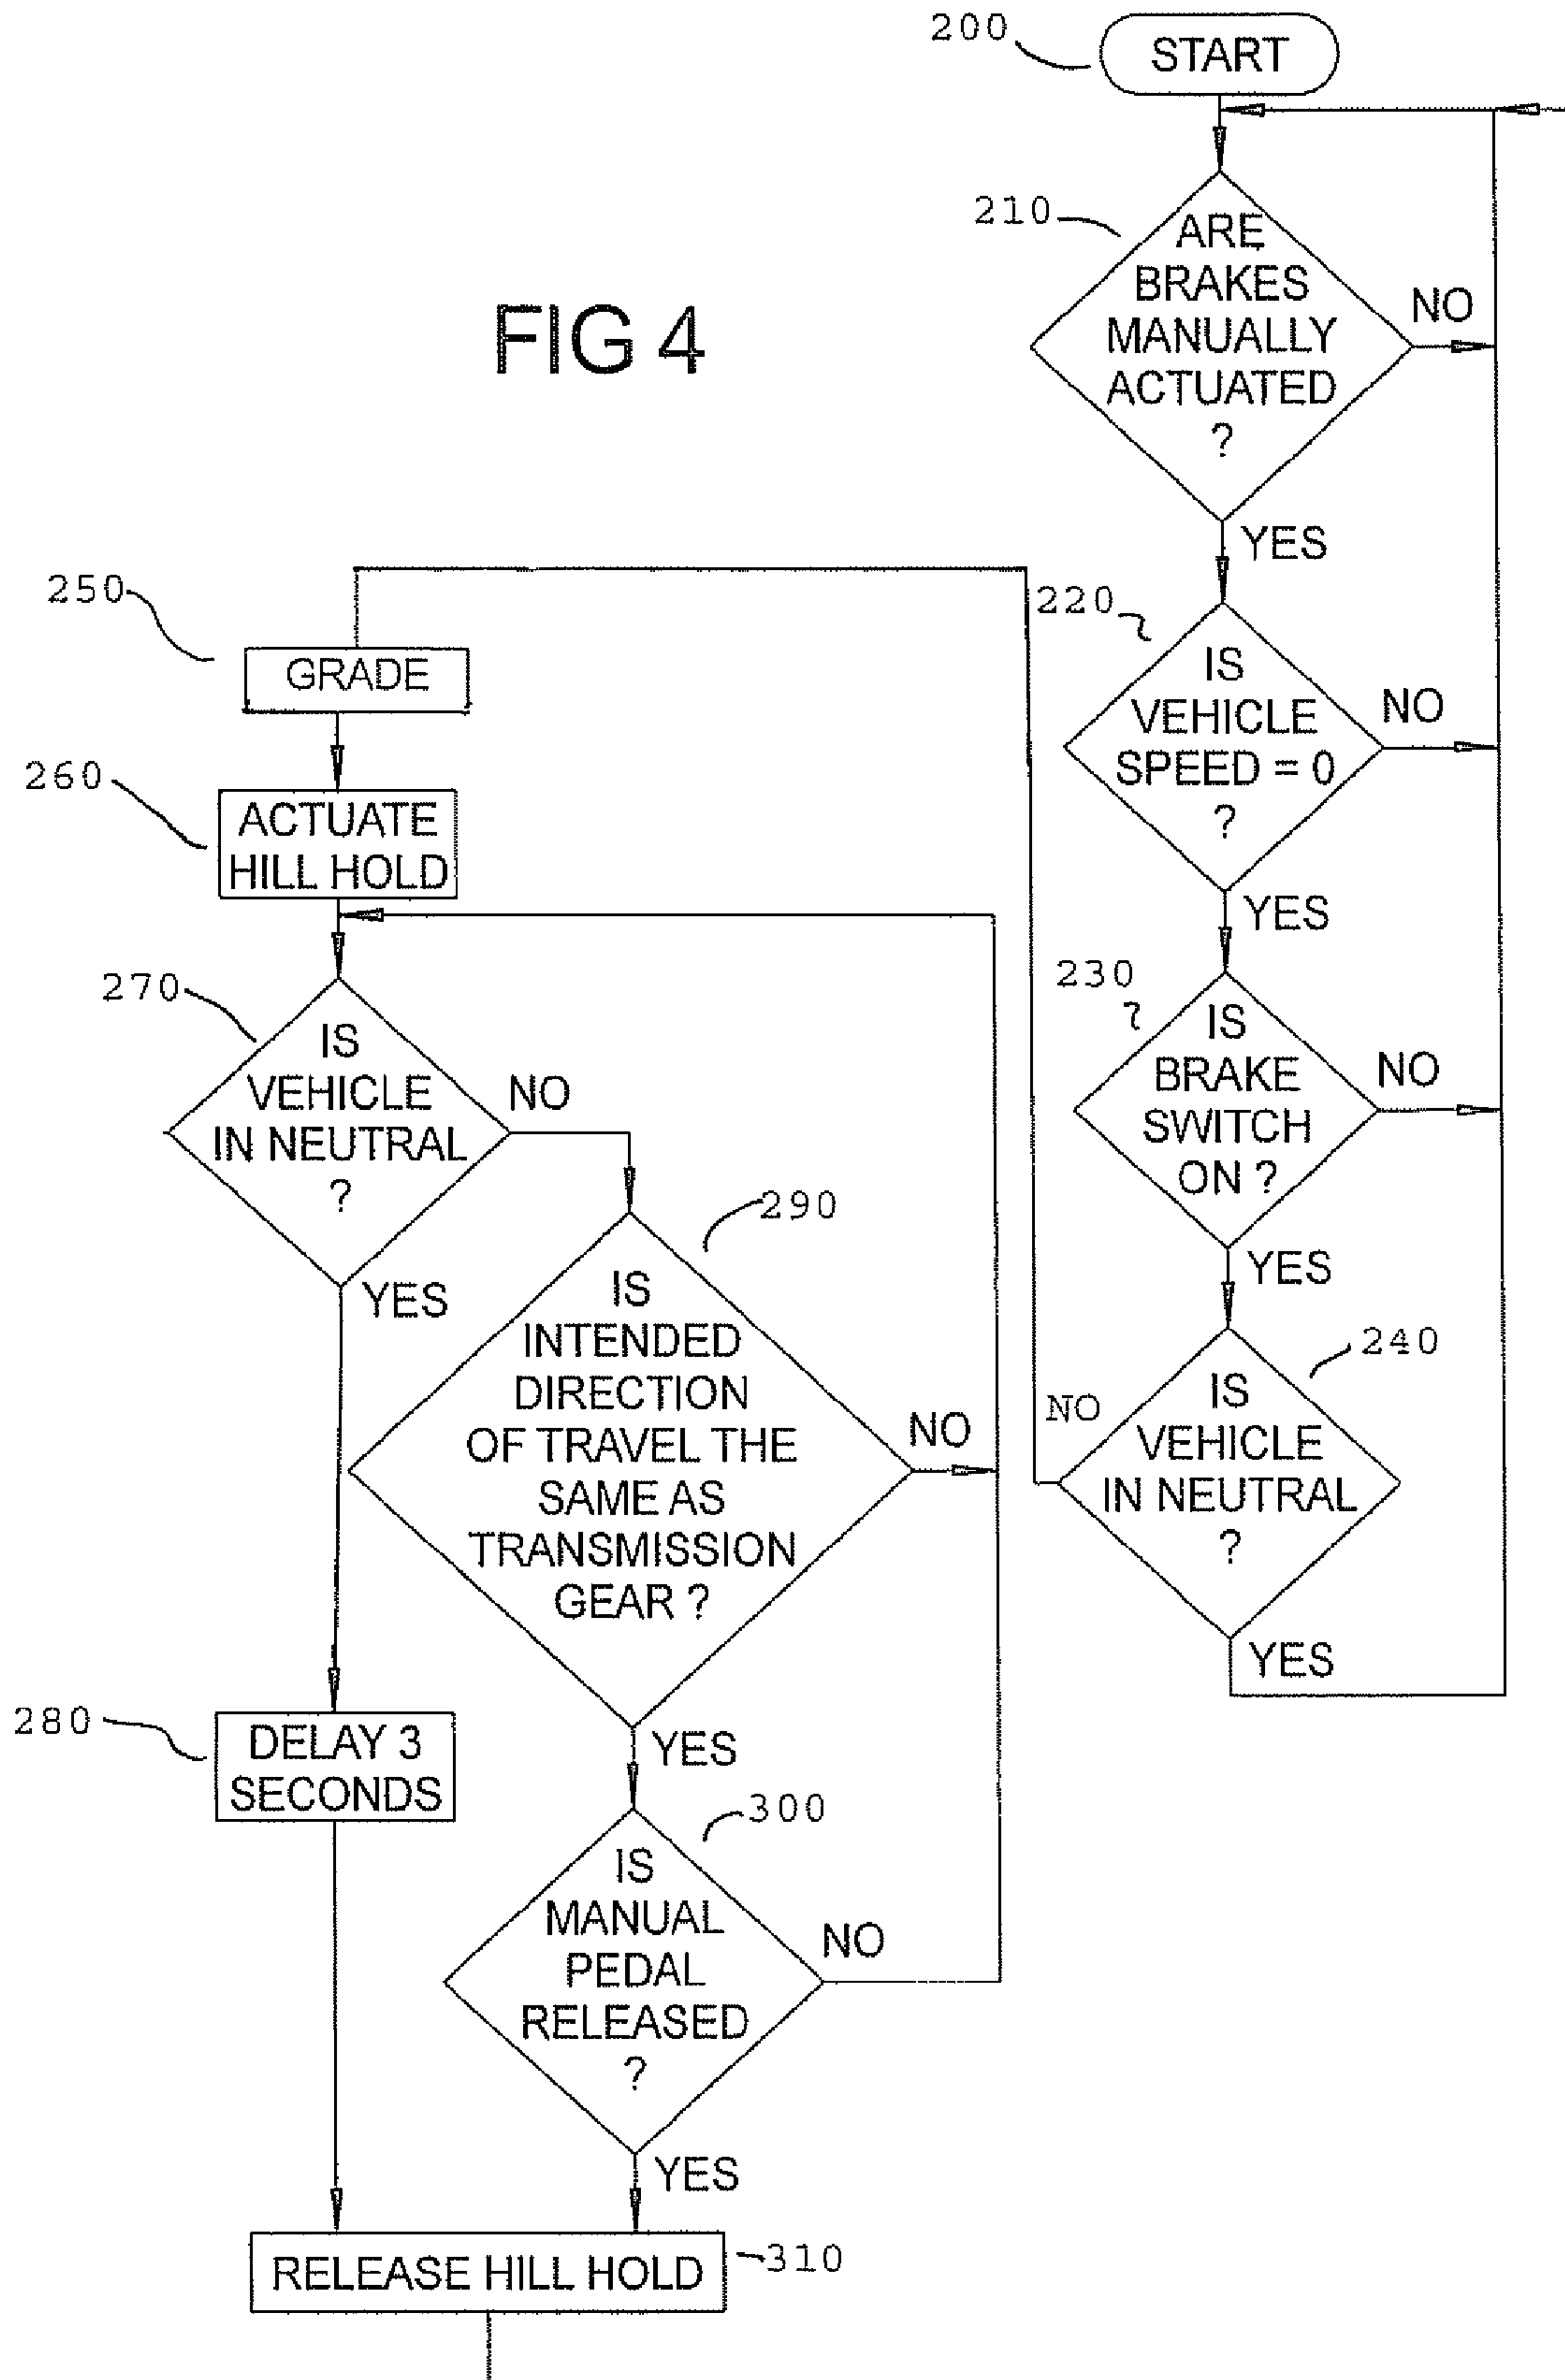 FIG 4
200
START
210
ARE
BRAKES
MANUALLY
ACTUATED
?
NO
YES
220
IS
VEHICLE
SPEED = 0
?
NO
YES
230
IS
BRAKE
SWITCH
ON ?
NO
YES
240
IS
VEHICLE
IN NEUTRAL
?
NO
YES
250
GRADE
260
ACTUATE
HILL HOLD
270
IS
VEHICLE
IN NEUTRAL
?
NO
YES
280
DELAY 3
SECONDS
290
IS
INTENDED
DIRECTION
OF TRAVEL THE
SAME AS
TRANSMISSION
GEAR ?
NO
YES
300
IS
MANUAL
PEDAL
RELEASED
?
NO
YES
RELEASE HILL HOLD
310